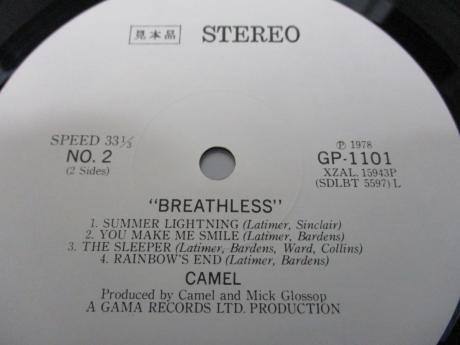 見本品 STEREO
SPEED 33⅓
NO. 2
(2 Sides)
Ⓟ 1978
GP-1101
XZAL. 15943P
(SDLBT 5597) L
"BREATHLESS"
1. SUMMER LIGHTNING (Latimer, Sinclair)
2. YOU MAKE ME SMILE (Latimer, Bardens)
3. THE SLEEPER (Latimer, Bardens, Ward, Collins)
4. RAINBOW'S END (Latimer, Bardens)
CAMEL
Produced by Camel and Mick Glossop
A GAMA RECORDS LTD. PRODUCTION